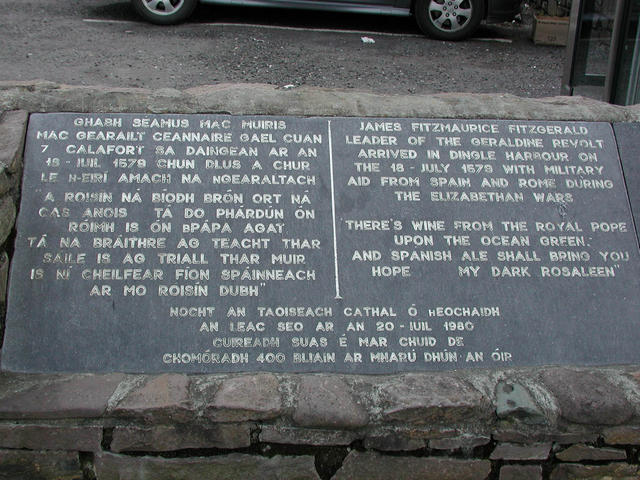 GHABH SEAMUS MAC MUIRIS
MAC GEARAILT CEANNAIRE GAEL CUAN
7 CALAFORT SA DAINGEAN AR AN
18 - IUIL 1579 CHUN DLUS A CHUR
LE H-EIRÍ AMACH NA NGEARALTACH
"A ROISIN NÁ BÍODH BRÓN ORT NÁ
CÁS ANOIS TÁ DO PHÁRDÚN ÓN
RÓIMH IS ÓN BPÁPA AGAT
TÁ NA BRÁITHRE AG TEACHT THAR
SÁILE IS AG TRIALL THAR MUIR
IS NÍ CHEILFEAR FÍON SPÁINNEACH
AR MO ROISÍN DUBH"
JAMES FITZMAURICE FITZGERALD
LEADER OF THE GERALDINE REVOLT
ARRIVED IN DINGLE HARBOUR ON
THE 18 - JULY 1579 WITH MILITARY
AID FROM SPAIN AND ROME DURING
THE ELIZABETHAN WARS
"THERE'S WINE FROM THE ROYAL POPE
UPON THE OCEAN GREEN.
AND SPANISH ALE SHALL BRING YOU
HOPE MY DARK ROSALEEN"
NOCHT AN TAOISEACH CATHAL Ó hEOCHAIDH
AN LEAC SEO AR AN 20 - IUIL 1980
CUIREADH SUAS É MAR CHUID DE
CHOMÓRADH 400 BLIAIN AR MHARÚ DHÚN AN ÓIR